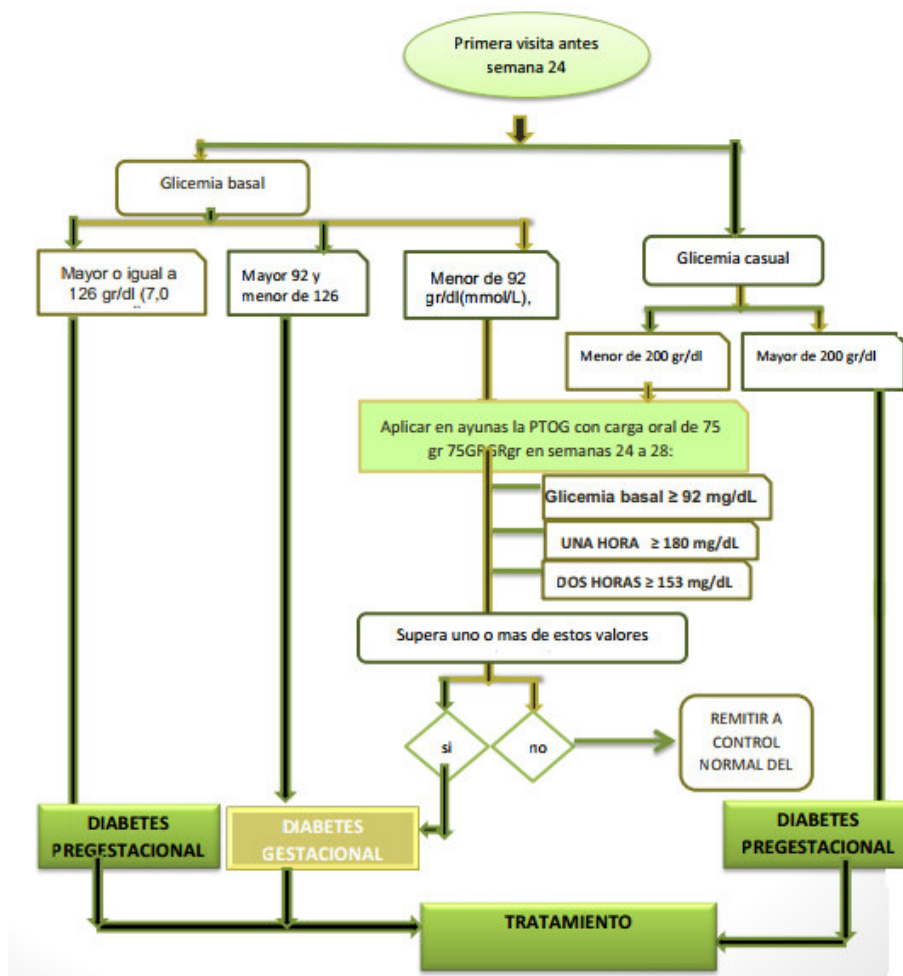 Primera visita antes
semana 24
Glicemia basal
Mayor o igual a
126 gr/dl (7,0
Mayor 92 y
menor de 126
Menor de 92
gr/dl(mmol/L),
Glicemia casual
Menor de 200 gr/dl
Mayor de 200 gr/dl
Aplicar en ayunas la PTOG con carga oral de 75
gr 75GRGRgr en semanas 24 a 28:
Glicemia basal ≥ 92 mg/dL
UNA HORA ≥ 180 mg/dL
DOS HORAS ≥ 153 mg/dL
Supera uno o mas de estos valores
si
no
REMITIR A
CONTROL
NORMAL DEL
DIABETES
PREGESTACIONAL
DIABETES
GESTACIONAL
DIABETES
PREGESTACIONAL
TRATAMIENTO